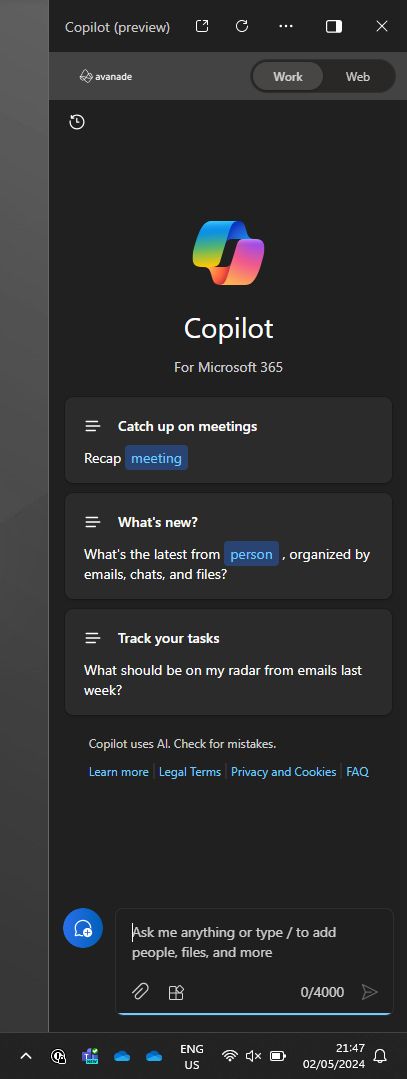 Copilot (preview)
avanade
Work Web
Copilot
For Microsoft 365
Catch up on meetings
Recap meeting
What's new?
What's the latest from person , organized by
emails, chats, and files?
Track your tasks
What should be on my radar from emails last
week?
Copilot uses AI. Check for mistakes.
Learn more | Legal Terms | Privacy and Cookies | FAQ
Ask me anything or type / to add
people, files, and more
0/4000
ENG
US
21:47
02/05/2024